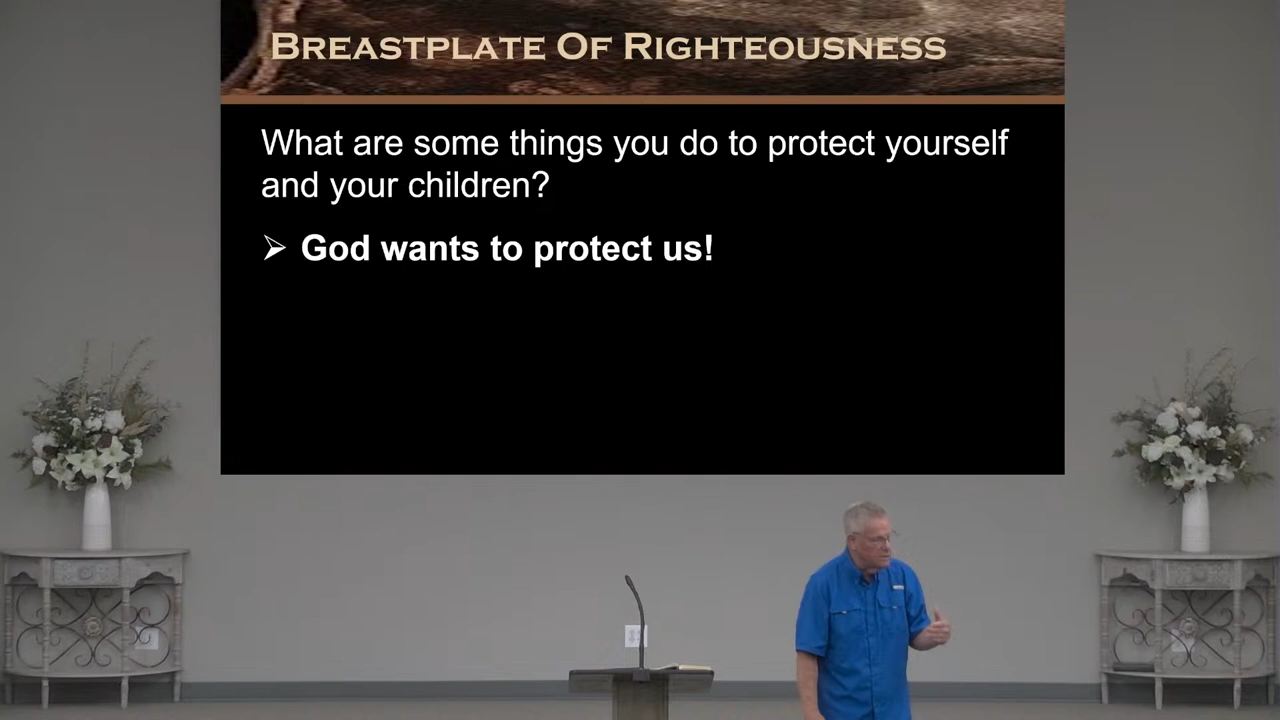 BREASTPLATE OF RIGHTEOUSNESS
What are some things you do to protect yourself
and your children?
➢ God wants to protect us!